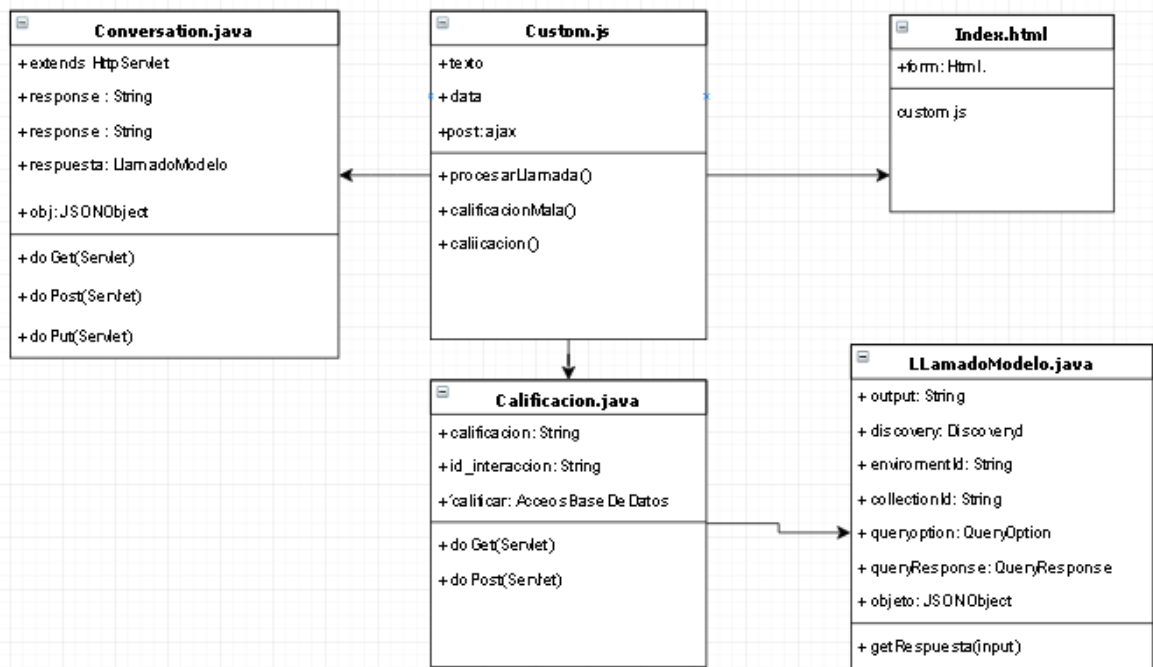 Conversation.java
+extends HttpServlet
+response : String
+response : String
+respuesta: LlamadoModelo
+obj:JSONObject
+do Get(Servlet)
+do Post(Servlet)
+do Put(Servlet)
Custom.js
+texto
+data
+post:ajax
+procesarLlamada()
+calificacionMala()
+caliicacion()
Index.html
+form: Html.
custom.js
Calificacion.java
+calificacion: String
+id_interaccion: String
+'calificar: AcceosBase De Datos
+do Get(Servlet)
+do Post(Servlet)
LLamadoModelo.java
+ output: String
+ discovery: Discoveryd
+ enviromentId: String
+ collectionId: String
+ queryoption: QueryOption
+ queryResponse: QueryResponse
+ objeto: JSONObject
+ getRespuesta(input)